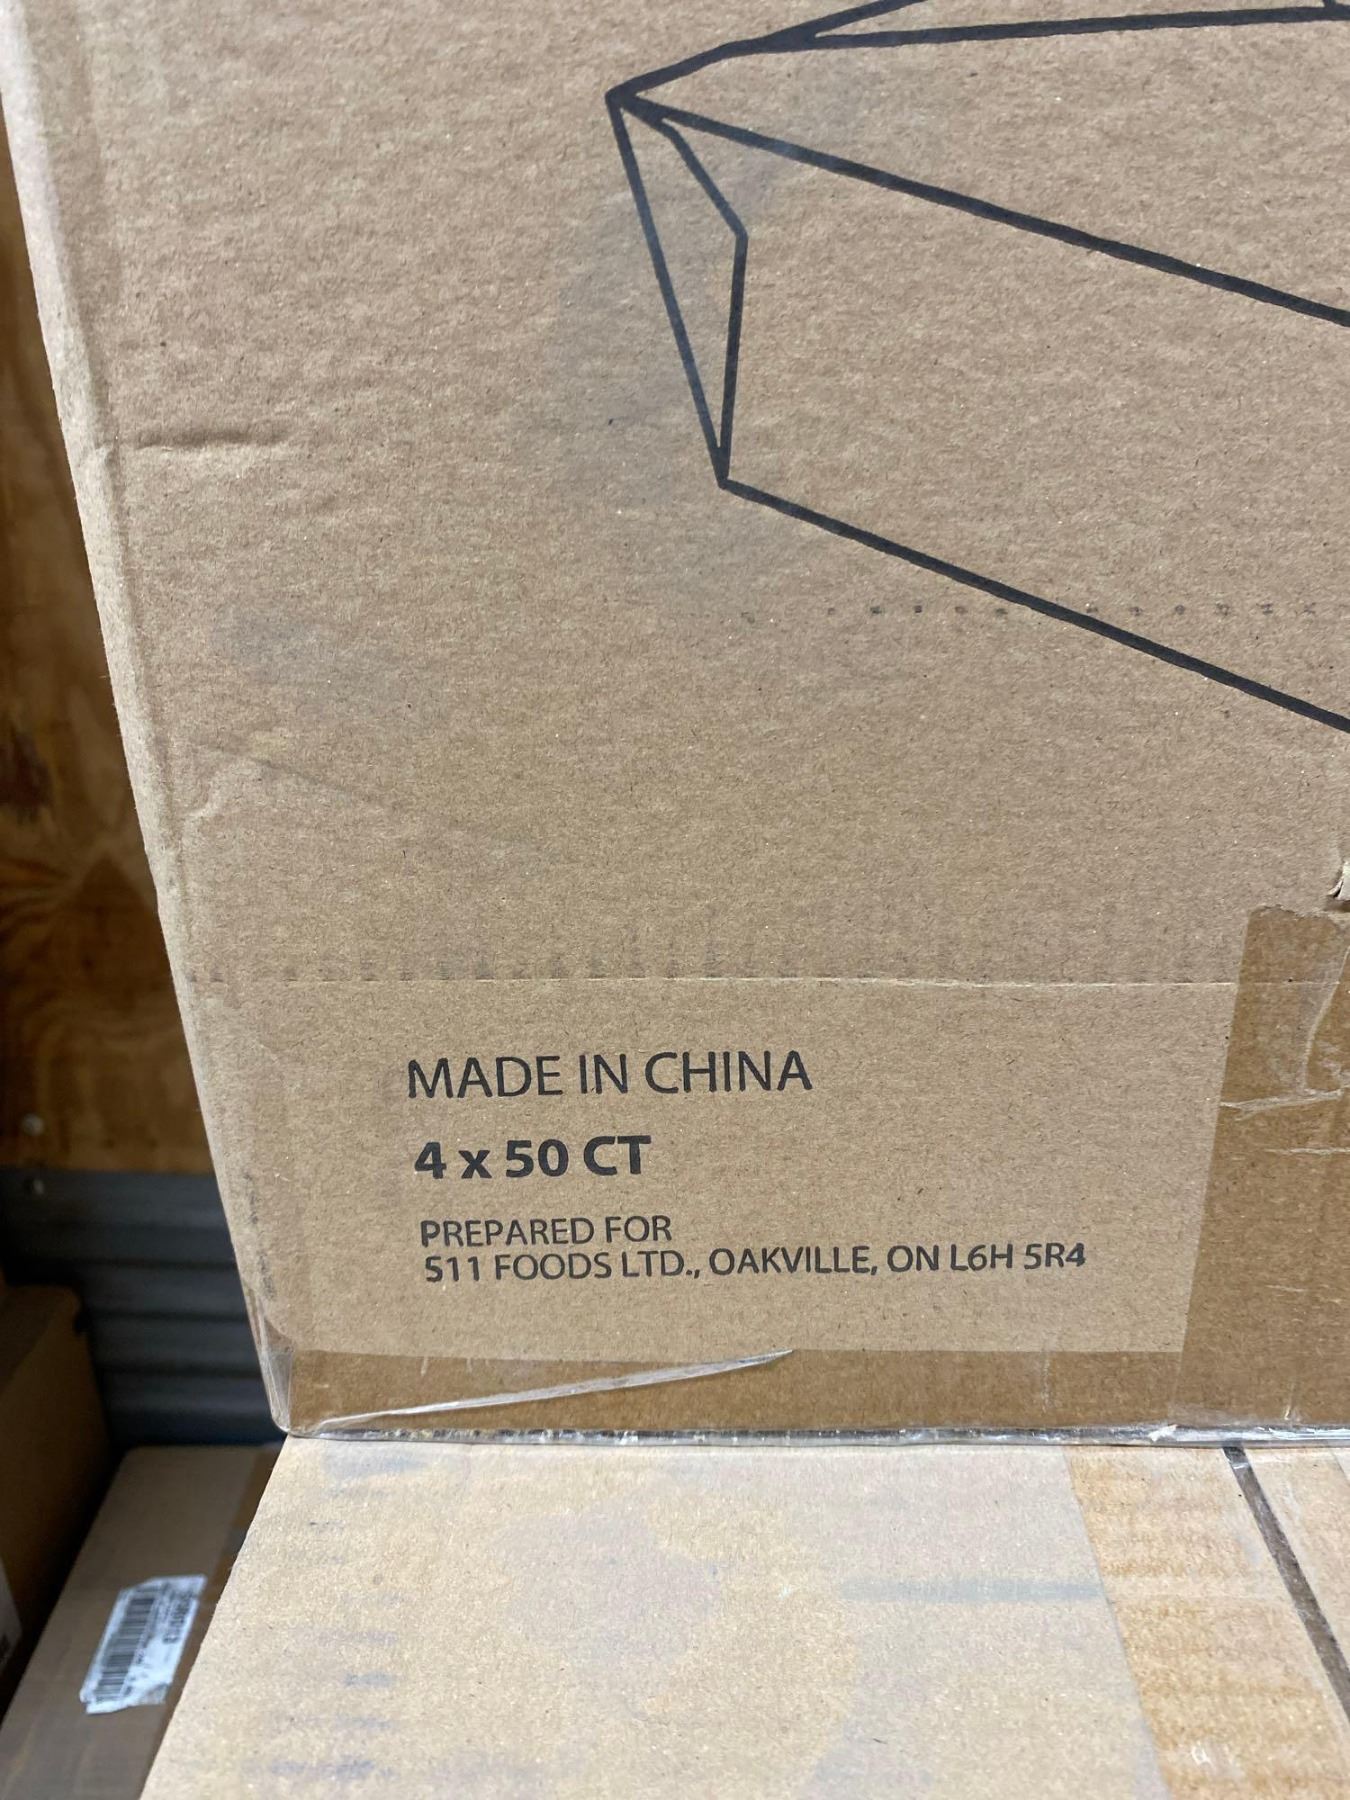 MADE IN CHINA
4 x 50 CT
PREPARED FOR
511 FOODS LTD., OAKVILLE, ON L6H 5R4